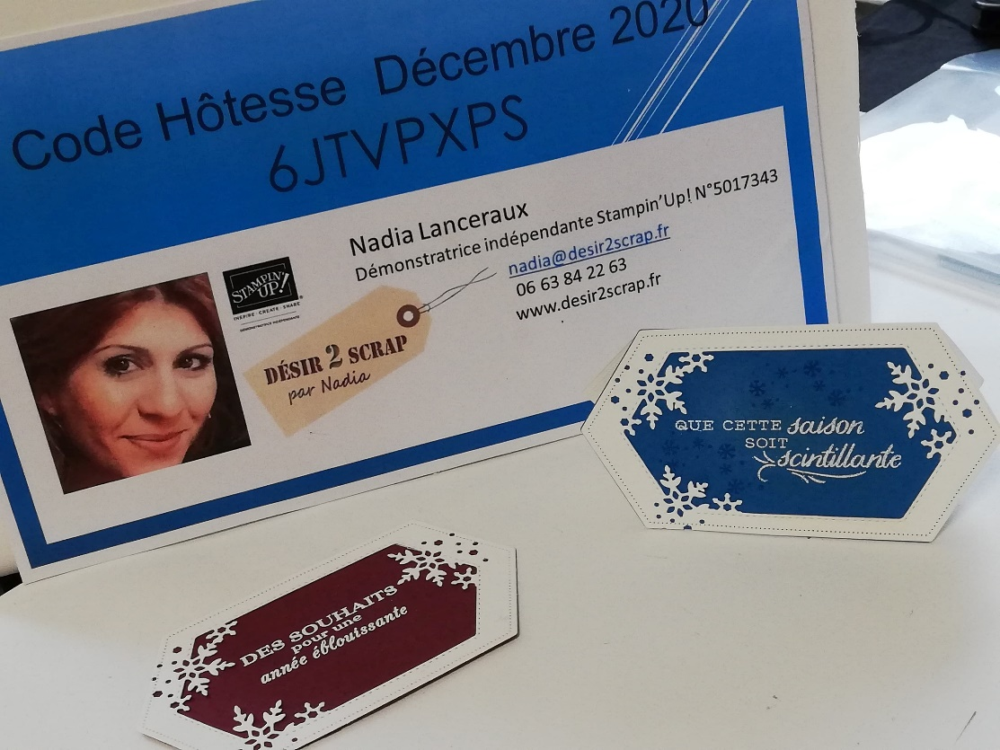 Code Hôtesse Décembre 2020
6JTVPXPS
Nadia Lanceraux
Démonstratrice indépendante Stampin'Up! N°5017343
nadia@desir2scrap.fr
06 63 84 22 63
www.desir2scrap.fr
STAMPIN'
UP!®
INSPIRE · CREATE · SHARE
DÉMONSTRATRICE INDÉPENDANTE
DÉSIR 2 SCRAP
par Nadia
QUE CETTE saison
SOIT
scintillante
DES SOUHAITS
pour une
année éblouissante